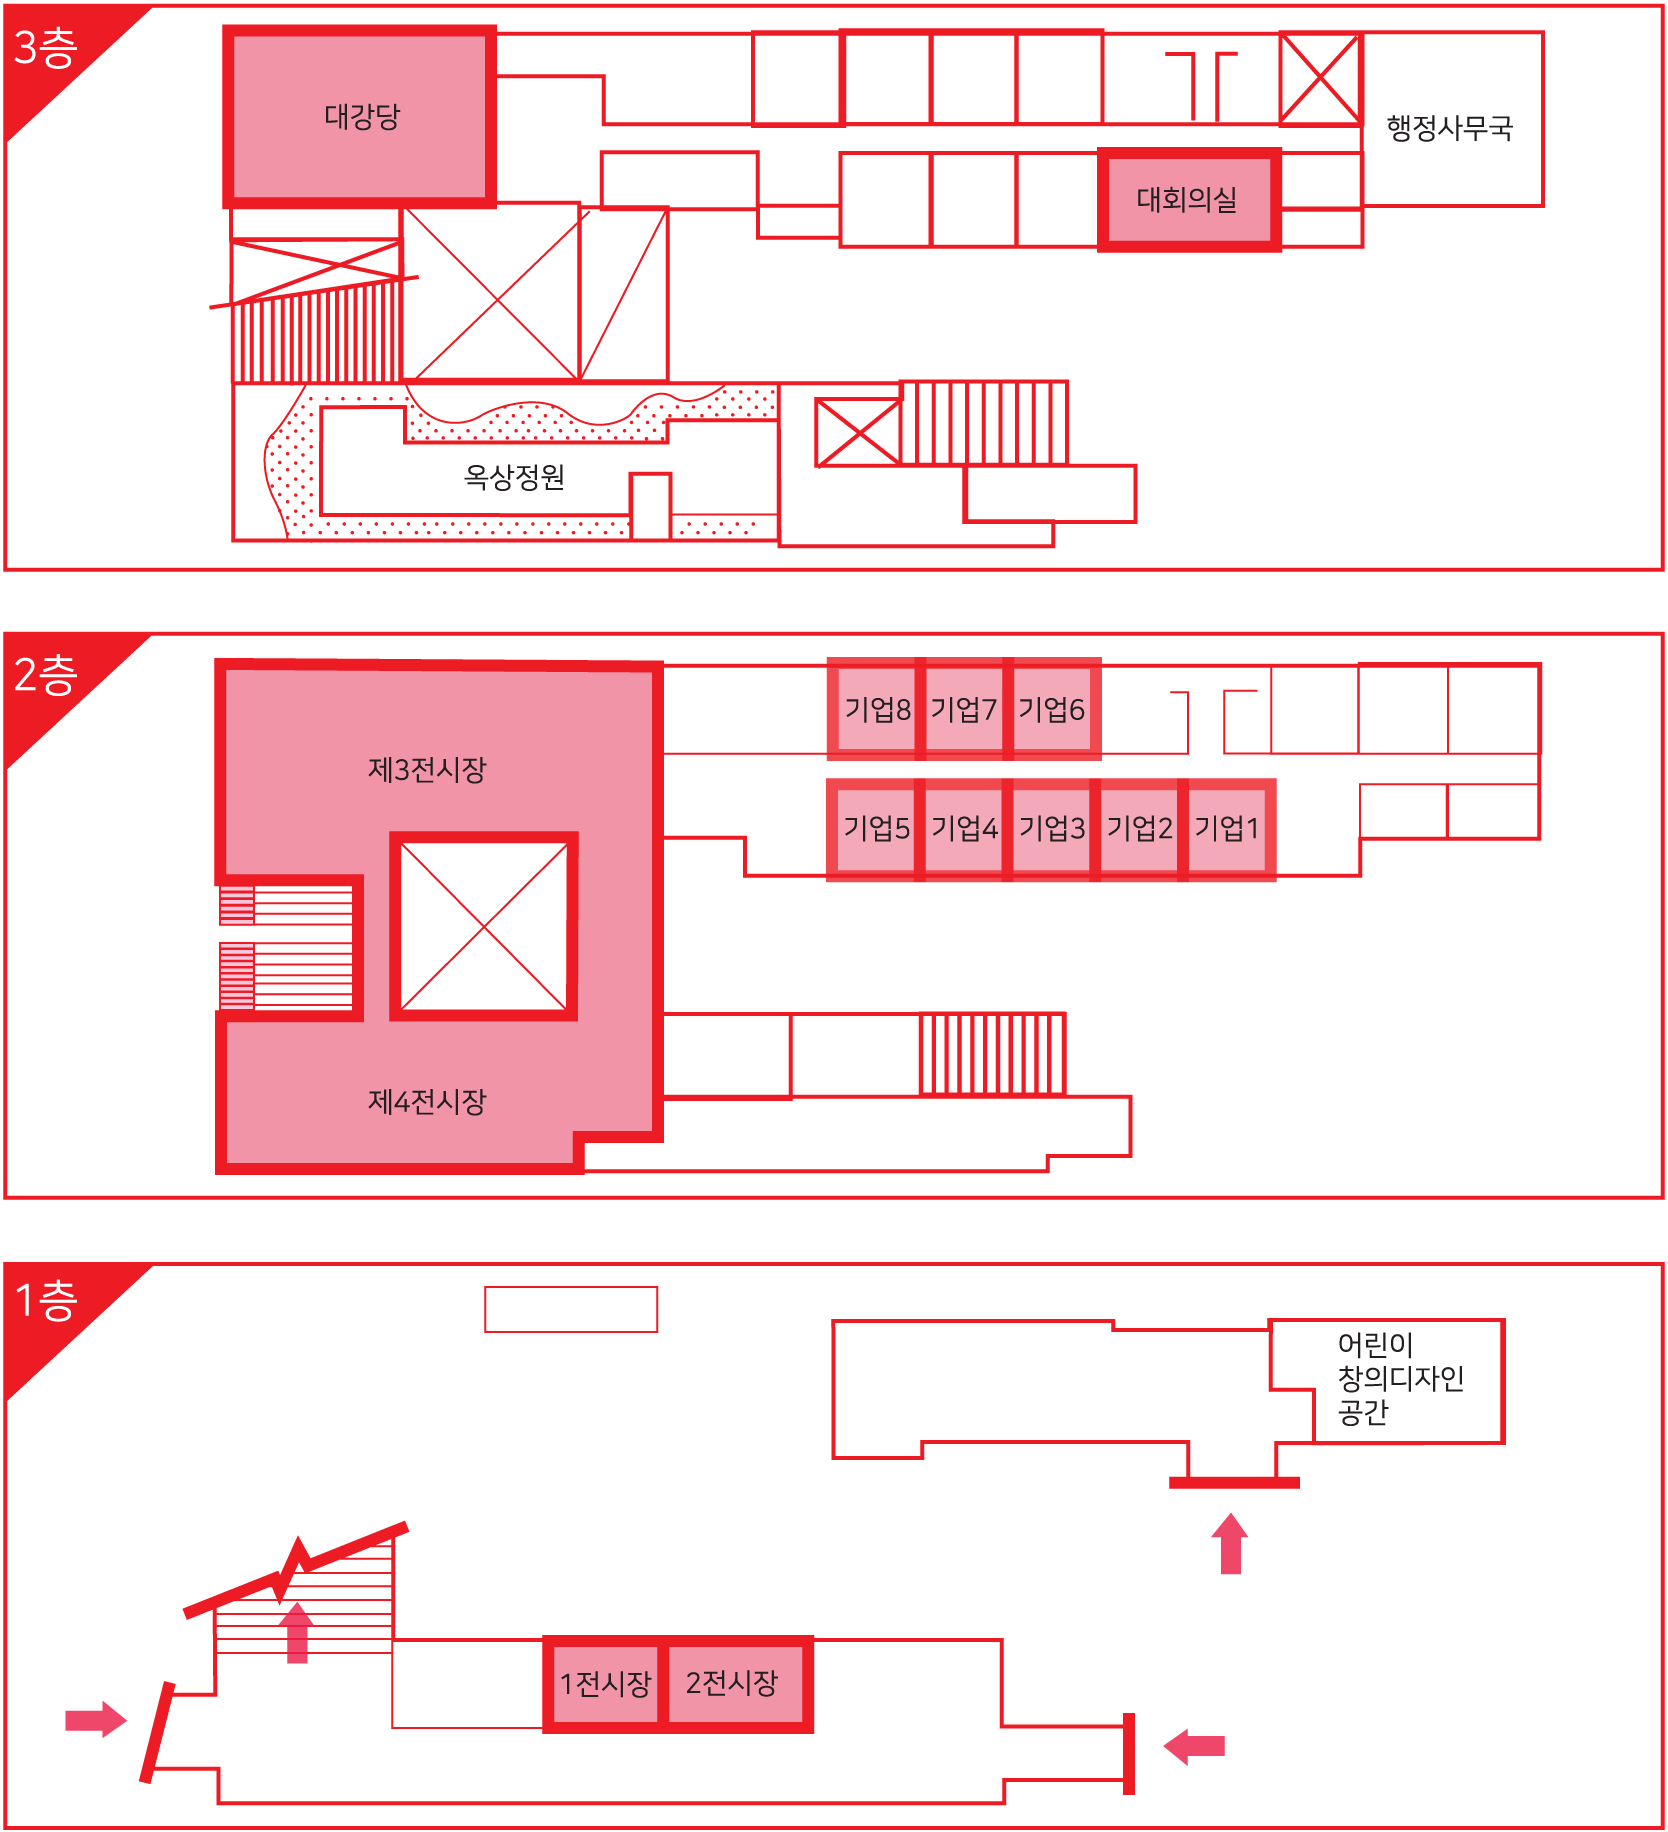 3층
대강당
행정사무국
대회의실
옥상정원
2층
기업8 기업7 기업6
제3전시장
기업5 기업4 기업3 기업2 기업1
제4전시장
1층
어린이
창의디자인
공간
1전시장 2전시장